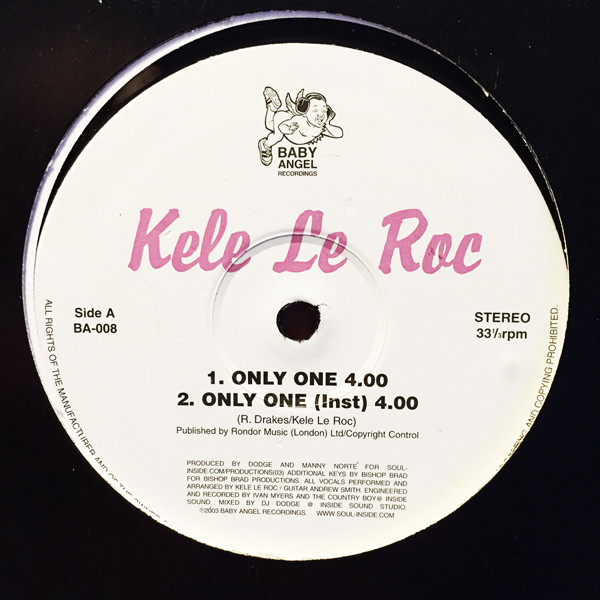 BABY
ANGEL
RECORDINGS
Kele Le Roc
Side A
BA-008
STEREO
33⅓rpm
1. ONLY ONE 4.00
2. ONLY ONE (Inst) 4.00
(R. Drakes/Kele Le Roc)
Published by Rondor Music (London) Ltd/Copyright Control
PRODUCED BY DODGE AND MANNY NORTE´ FOR SOUL-
INSIDE.COM/PRODUCTIONS(03) ADDITIONAL KEYS BY BISHOP BRAD
FOR BISHOP BRAD PRODUCTIONS. ALL VOCALS PERFORMED AND
ARRANGED BY KELE LE ROC / GUITAR ANDREW SMITH. ENGINEERED
AND RECORDED BY IVAN MYERS AND THE COUNTRY BOY@ INSIDE
SOUND. MIXED BY DJ DODGE @ INSIDE SOUND STUDIO.
©2003 BABY ANGEL RECORDINGS. WWW.SOUL-INSIDE.COM
ALL RIGHTS OF THE MANUFACTURER AND OF THE
AND COPYING PROHIBITED.